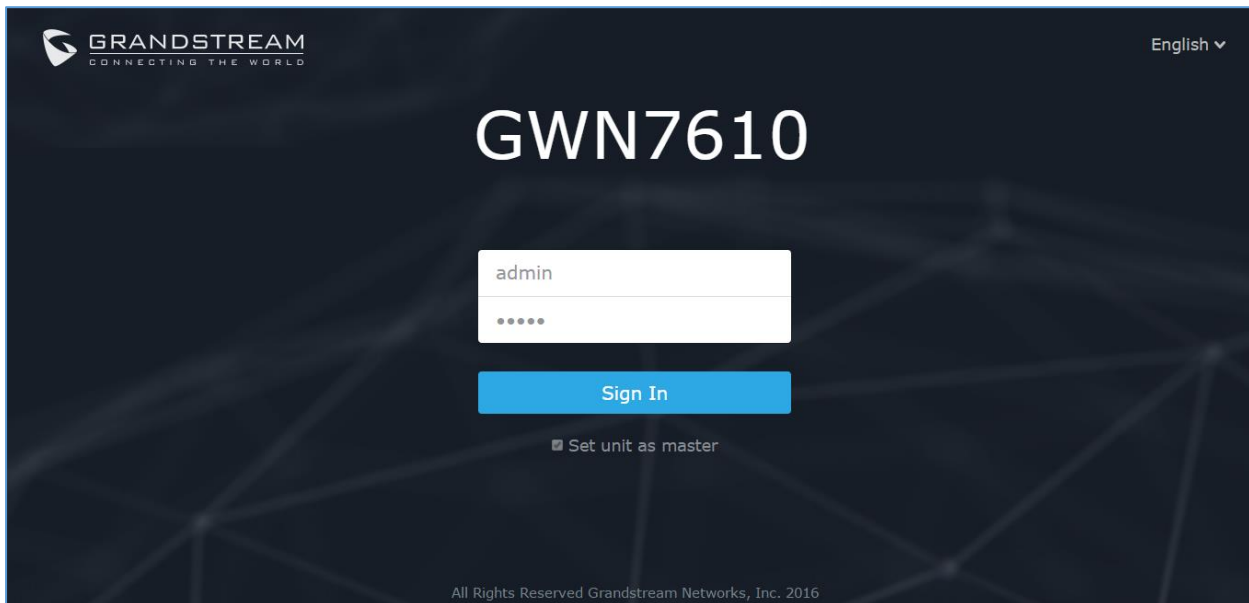 GRANDSTREAM
CONNECTING THE WORLD
English
GWN7610
admin
•••••
Sign In
Set unit as master
All Rights Reserved Grandstream Networks, Inc. 2016